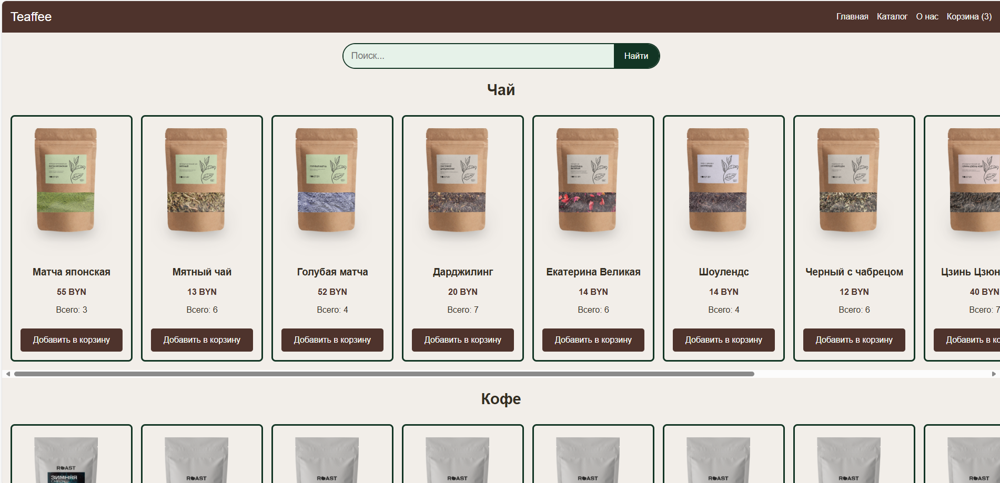 Teaffee
Главная Каталог О нас Корзина (3)
Поиск...
Найти
Чай
Матча японская
55 BYN
Всего: 3
Добавить в корзину
Мятный чай
13 BYN
Всего: 6
Добавить в корзину
Голубая матча
52 BYN
Всего: 4
Добавить в корзину
Дарджилинг
20 BYN
Всего: 7
Добавить в корзину
Екатерина Великая
14 BYN
Всего: 6
Добавить в корзину
Шоулендс
14 BYN
Всего: 4
Добавить в корзину
Черный с чабрецом
12 BYN
Всего: 6
Добавить в корзину
Цзинь Цзюн
40 BYN
Всего: 7
Добавить в ко
Кофе
ROAST
ЗИМНЯЯ
СМЕСЬ
ROAST
ROAST
ROAST
ROAST
ROAST
ROAST
ROAST